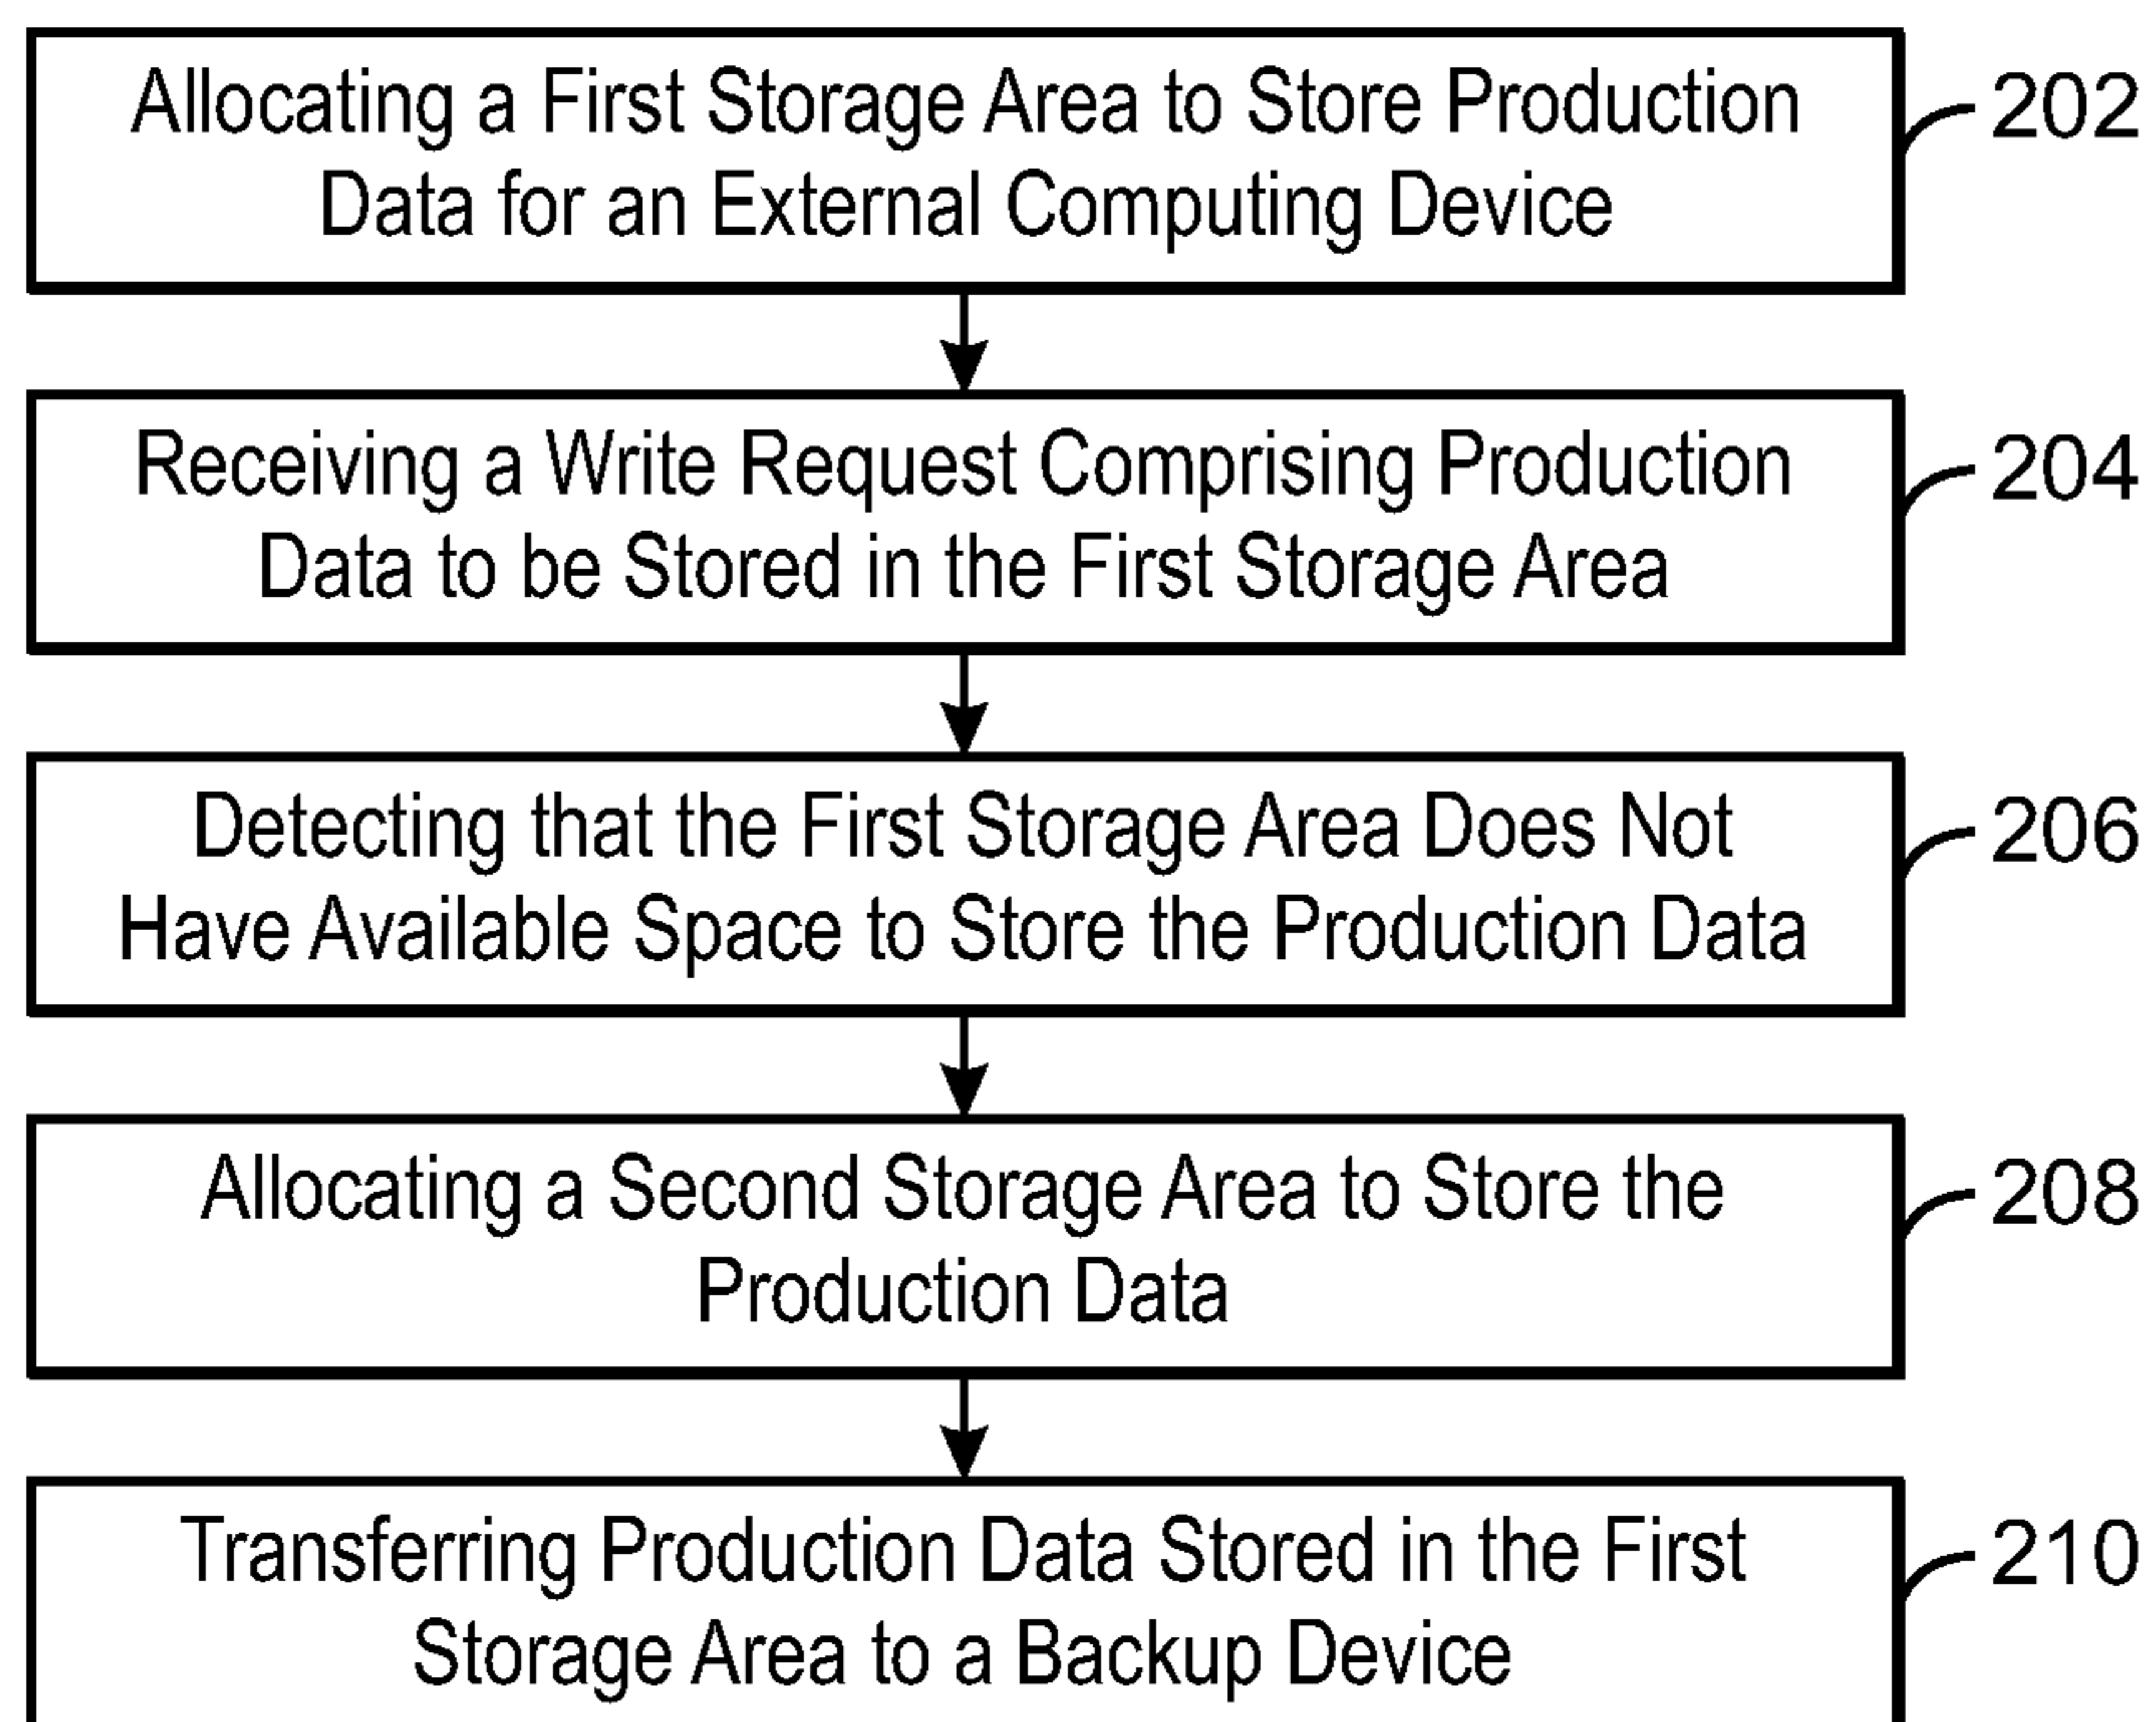 Allocating a First Storage Area to Store Production
Data for an External Computing Device
202
Receiving a Write Request Comprising Production
Data to be Stored in the First Storage Area
204
Detecting that the First Storage Area Does Not
Have Available Space to Store the Production Data
206
Allocating a Second Storage Area to Store the
Production Data
208
Transferring Production Data Stored in the First
Storage Area to a Backup Device
210